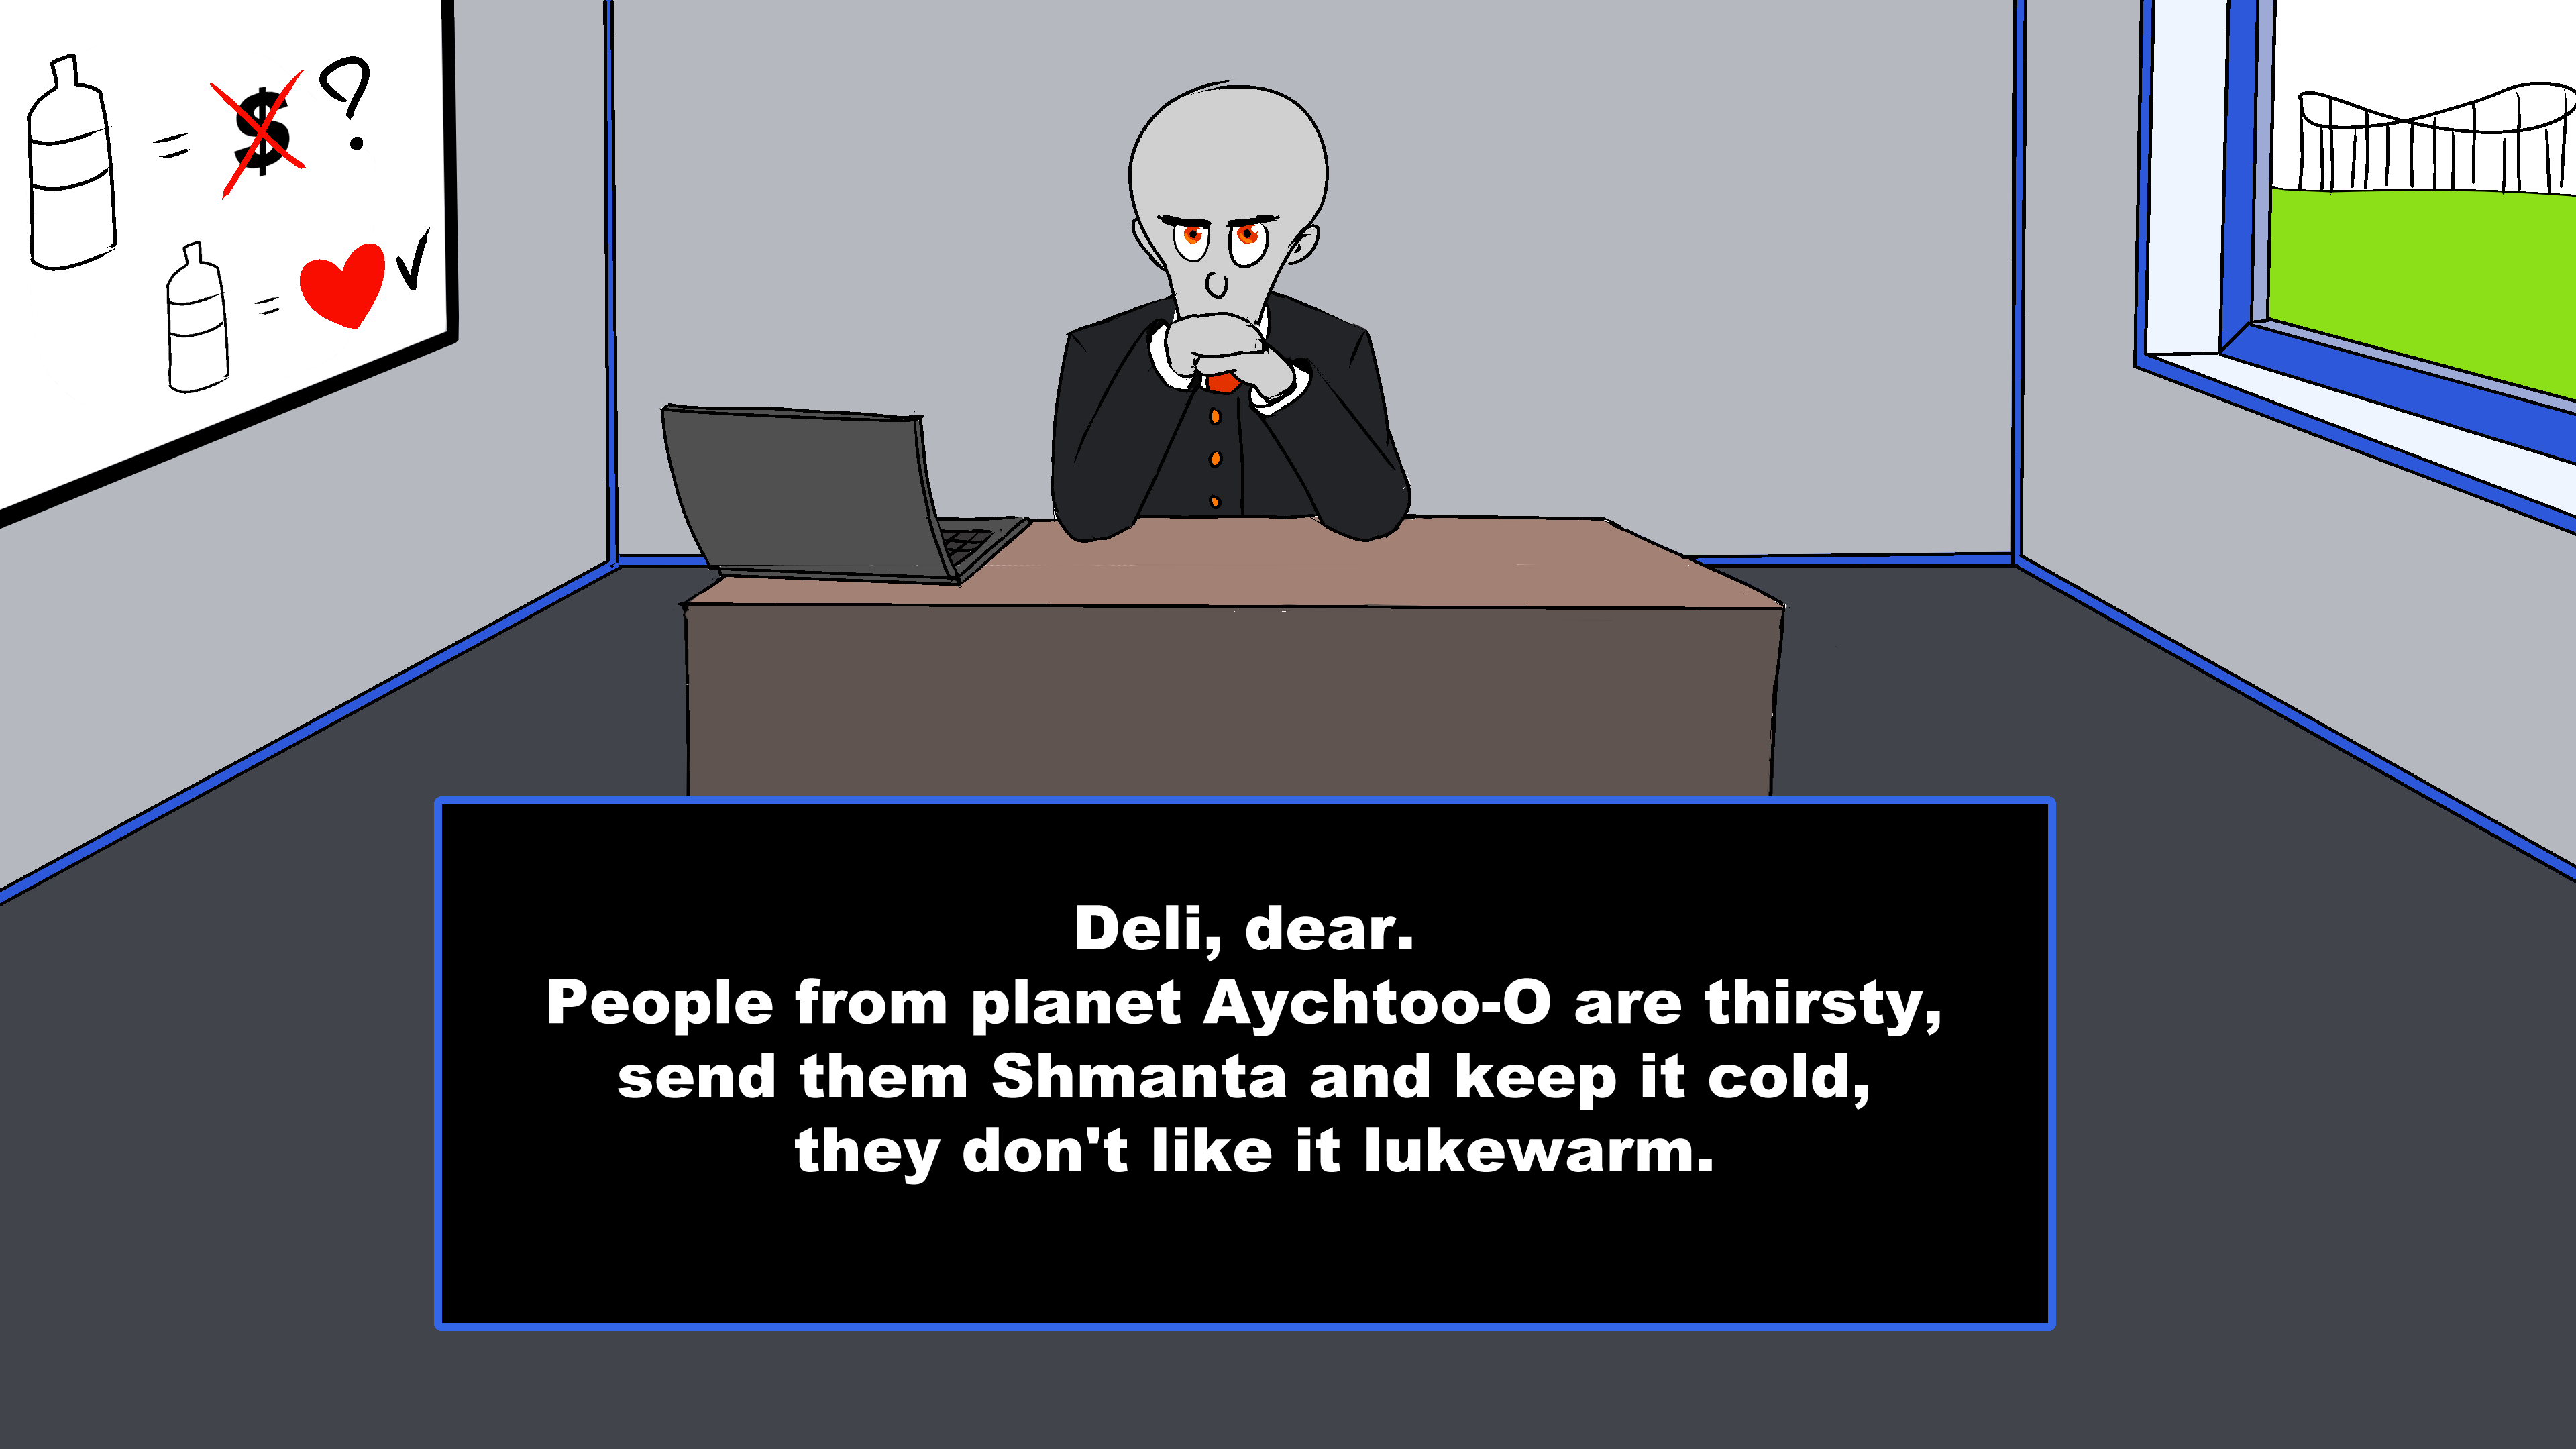 = $ ?
= ✓
Deli, dear.
People from planet Aychtoo-O are thirsty,
send them Shmanta and keep it cold,
they don't like it lukewarm.